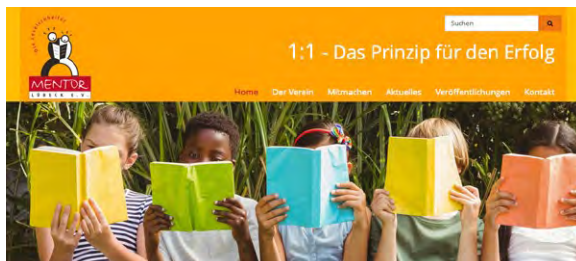 Die Leselernhelfer
MENTOR
LÜBECK E.V.
Suchen
1:1 - Das Prinzip für den Erfolg
Home Der Verein Mitmachen Aktuelles Veröffentlichungen Kontakt